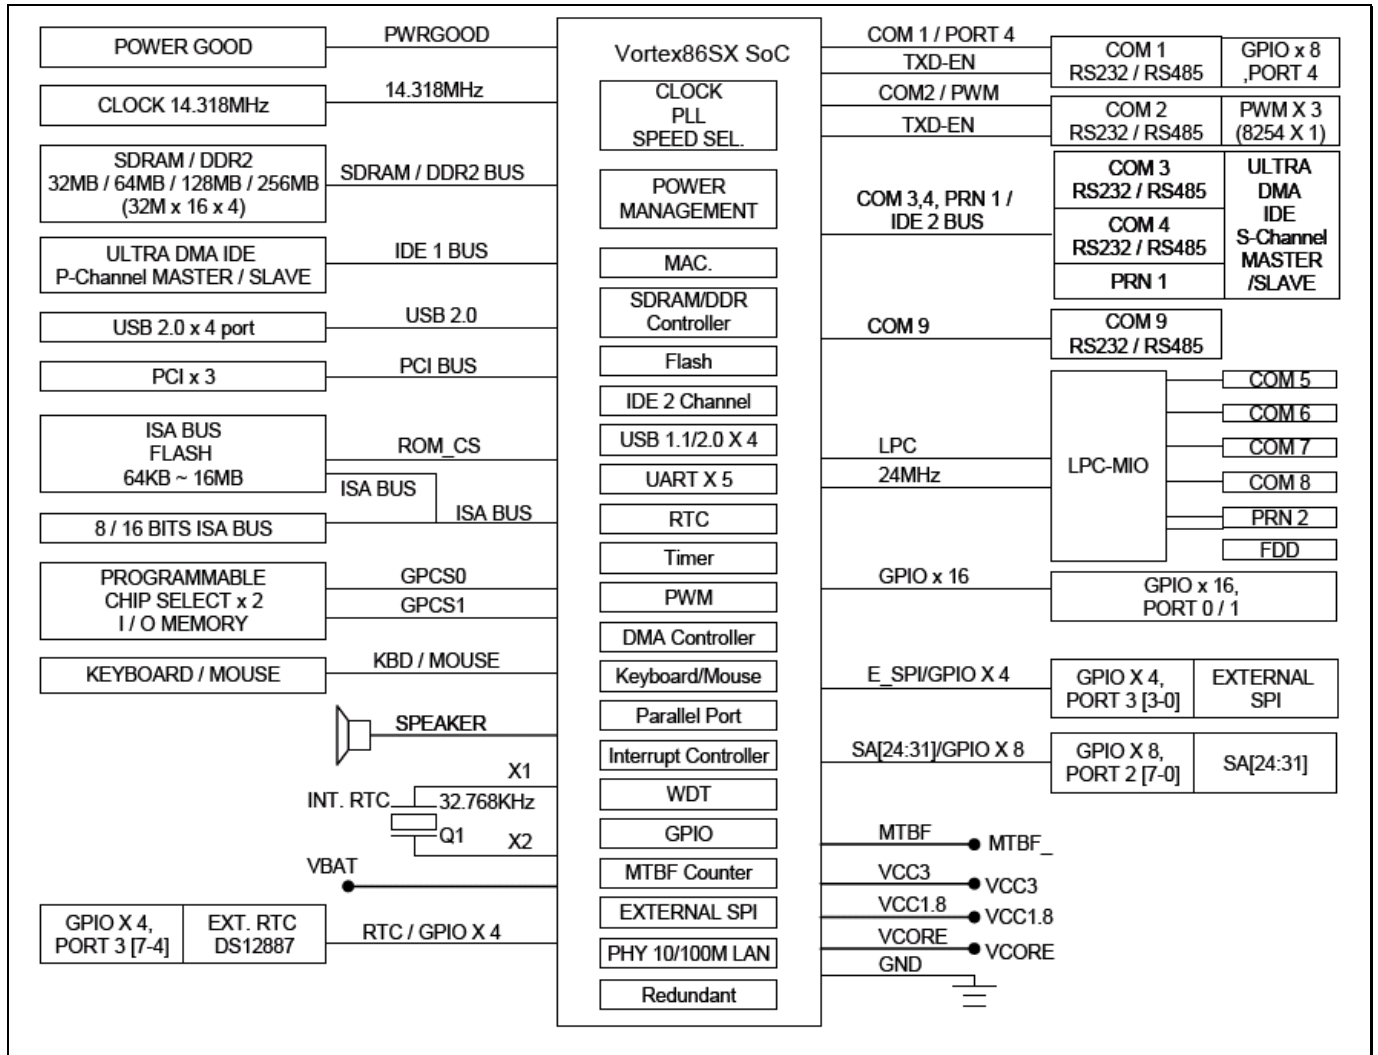 POWER GOOD
PWRGOOD
CLOCK 14.318MHz
14.318MHz
SDRAM / DDR2
32MB / 64MB / 128MB / 256MB
(32M x 16 x 4)
SDRAM / DDR2 BUS
ULTRA DMA IDE
P-Channel MASTER / SLAVE
IDE 1 BUS
USB 2.0 x 4 port
USB 2.0
PCI x 3
PCI BUS
ISA BUS
FLASH
64KB ~ 16MB
ROM_CS
ISA BUS
8 / 16 BITS ISA BUS
ISA BUS
PROGRAMMABLE
CHIP SELECT x 2
I / O MEMORY
GPCS0
GPCS1
KEYBOARD / MOUSE
KBD / MOUSE
SPEAKER
X1
INT. RTC
32.768KHz
Q1
X2
VBAT
GPIO X 4,
PORT 3 [7-4]
EXT. RTC
DS12887
RTC / GPIO X 4
Vortex86SX SoC
CLOCK
PLL
SPEED SEL.
POWER
MANAGEMENT
MAC.
SDRAM/DDR
Controller
Flash
IDE 2 Channel
USB 1.1/2.0 X 4
UART X 5
RTC
Timer
PWM
DMA Controller
Keyboard/Mouse
Parallel Port
Interrupt Controller
WDT
GPIO
MTBF Counter
EXTERNAL SPI
PHY 10/100M LAN
Redundant
COM 1 / PORT 4
TXD-EN
COM 1
RS232 / RS485
GPIO x 8
,PORT 4
COM2 / PWM
TXD-EN
COM 2
RS232 / RS485
PWM X 3
(8254 X 1)
COM 3,4, PRN 1 /
IDE 2 BUS
COM 3
RS232 / RS485
COM 4
RS232 / RS485
PRN 1
ULTRA
DMA
IDE
S-Channel
MASTER
/SLAVE
COM 9
COM 9
RS232 / RS485
LPC
24MHz
LPC-MIO
COM 5
COM 6
COM 7
COM 8
PRN 2
FDD
GPIO x 16
GPIO x 16,
PORT 0 / 1
E_SPI/GPIO X 4
GPIO X 4,
PORT 3 [3-0]
EXTERNAL
SPI
SA[24:31]/GPIO X 8
GPIO X 8,
PORT 2 [7-0]
SA[24:31]
MTBF
MTBF_
VCC3
VCC3
VCC1.8
VCC1.8
VCORE
VCORE
GND